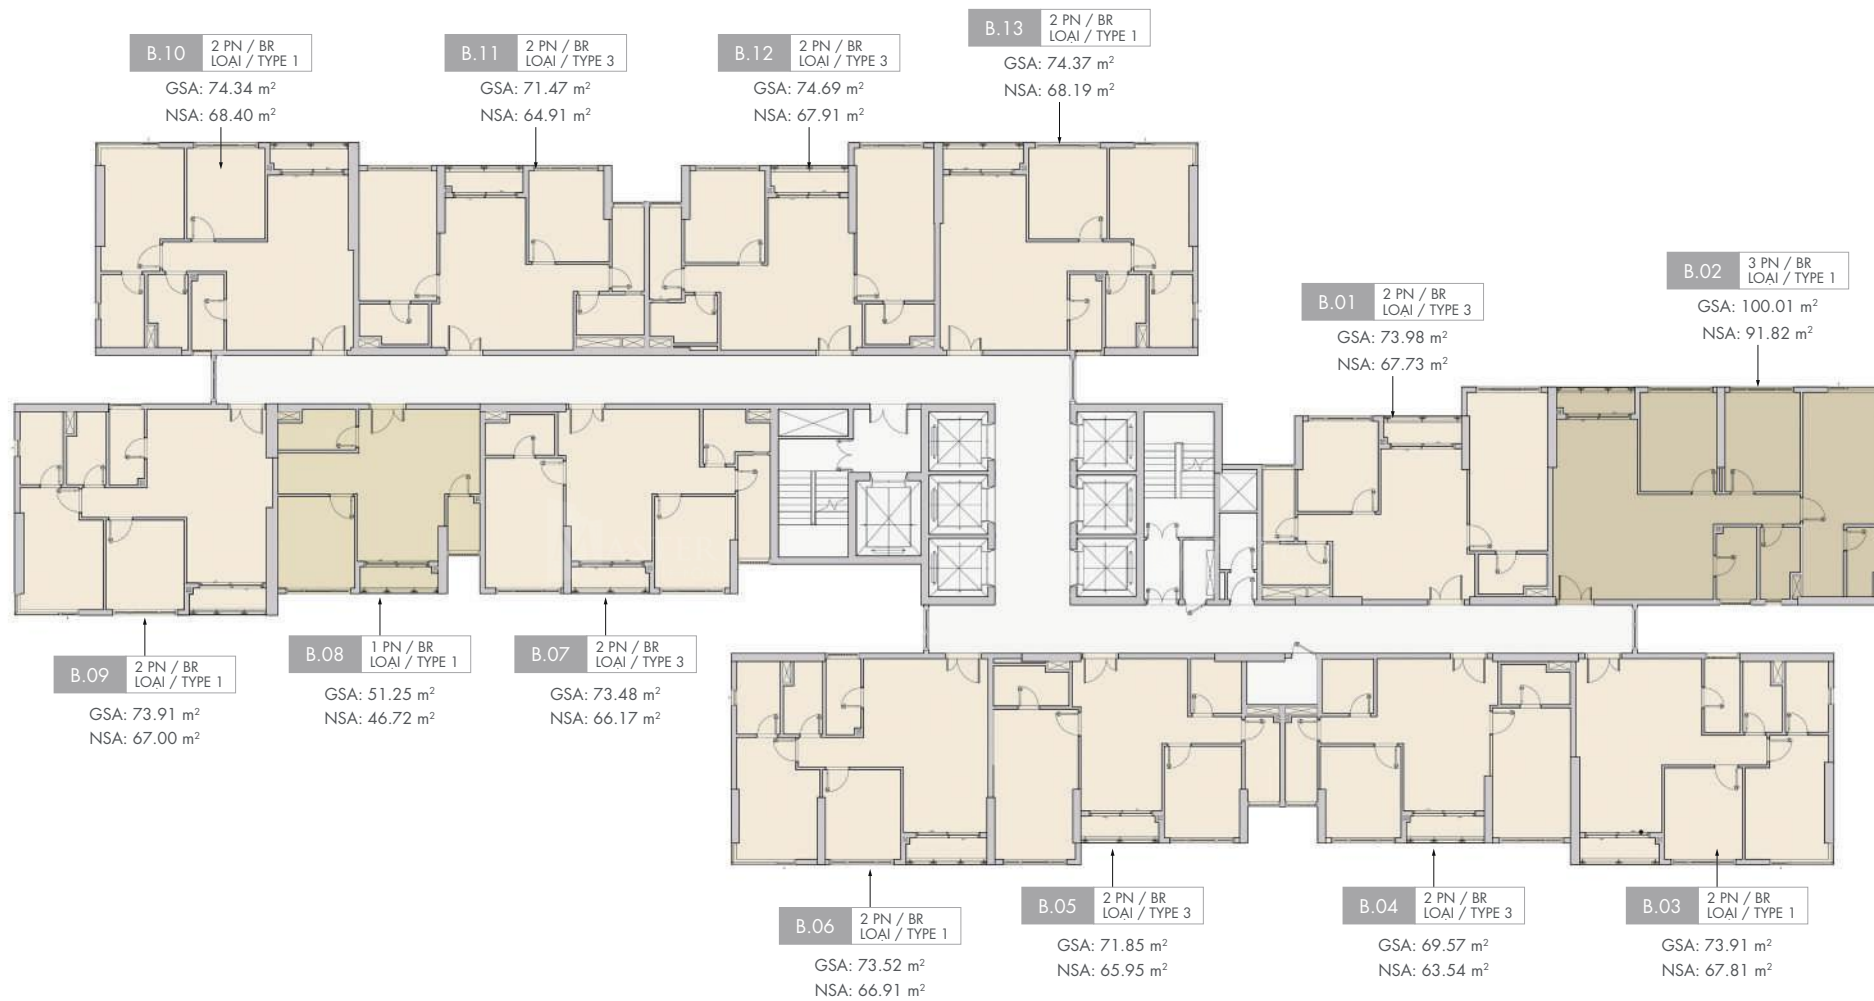 B.10
2 PN / BR
LOẠI / TYPE 1
GSA: 74.34 m²
NSA: 68.40 m²
B.11
2 PN / BR
LOẠI / TYPE 3
GSA: 71.47 m²
NSA: 64.91 m²
B.12
2 PN / BR
LOẠI / TYPE 3
GSA: 74.69 m²
NSA: 67.91 m²
B.13
2 PN / BR
LOẠI / TYPE 1
GSA: 74.37 m²
NSA: 68.19 m²
B.01
2 PN / BR
LOẠI / TYPE 3
GSA: 73.98 m²
NSA: 67.73 m²
B.02
3 PN / BR
LOẠI / TYPE 1
GSA: 100.01 m²
NSA: 91.82 m²
B.09
2 PN / BR
LOẠI / TYPE 1
GSA: 73.91 m²
NSA: 67.00 m²
B.08
1 PN / BR
LOẠI / TYPE 1
GSA: 51.25 m²
NSA: 46.72 m²
B.07
2 PN / BR
LOẠI / TYPE 3
GSA: 73.48 m²
NSA: 66.17 m²
B.06
2 PN / BR
LOẠI / TYPE 1
GSA: 73.52 m²
NSA: 66.91 m²
B.05
2 PN / BR
LOẠI / TYPE 3
GSA: 71.85 m²
NSA: 65.95 m²
B.04
2 PN / BR
LOẠI / TYPE 3
GSA: 69.57 m²
NSA: 63.54 m²
B.03
2 PN / BR
LOẠI / TYPE 1
GSA: 73.91 m²
NSA: 67.81 m²